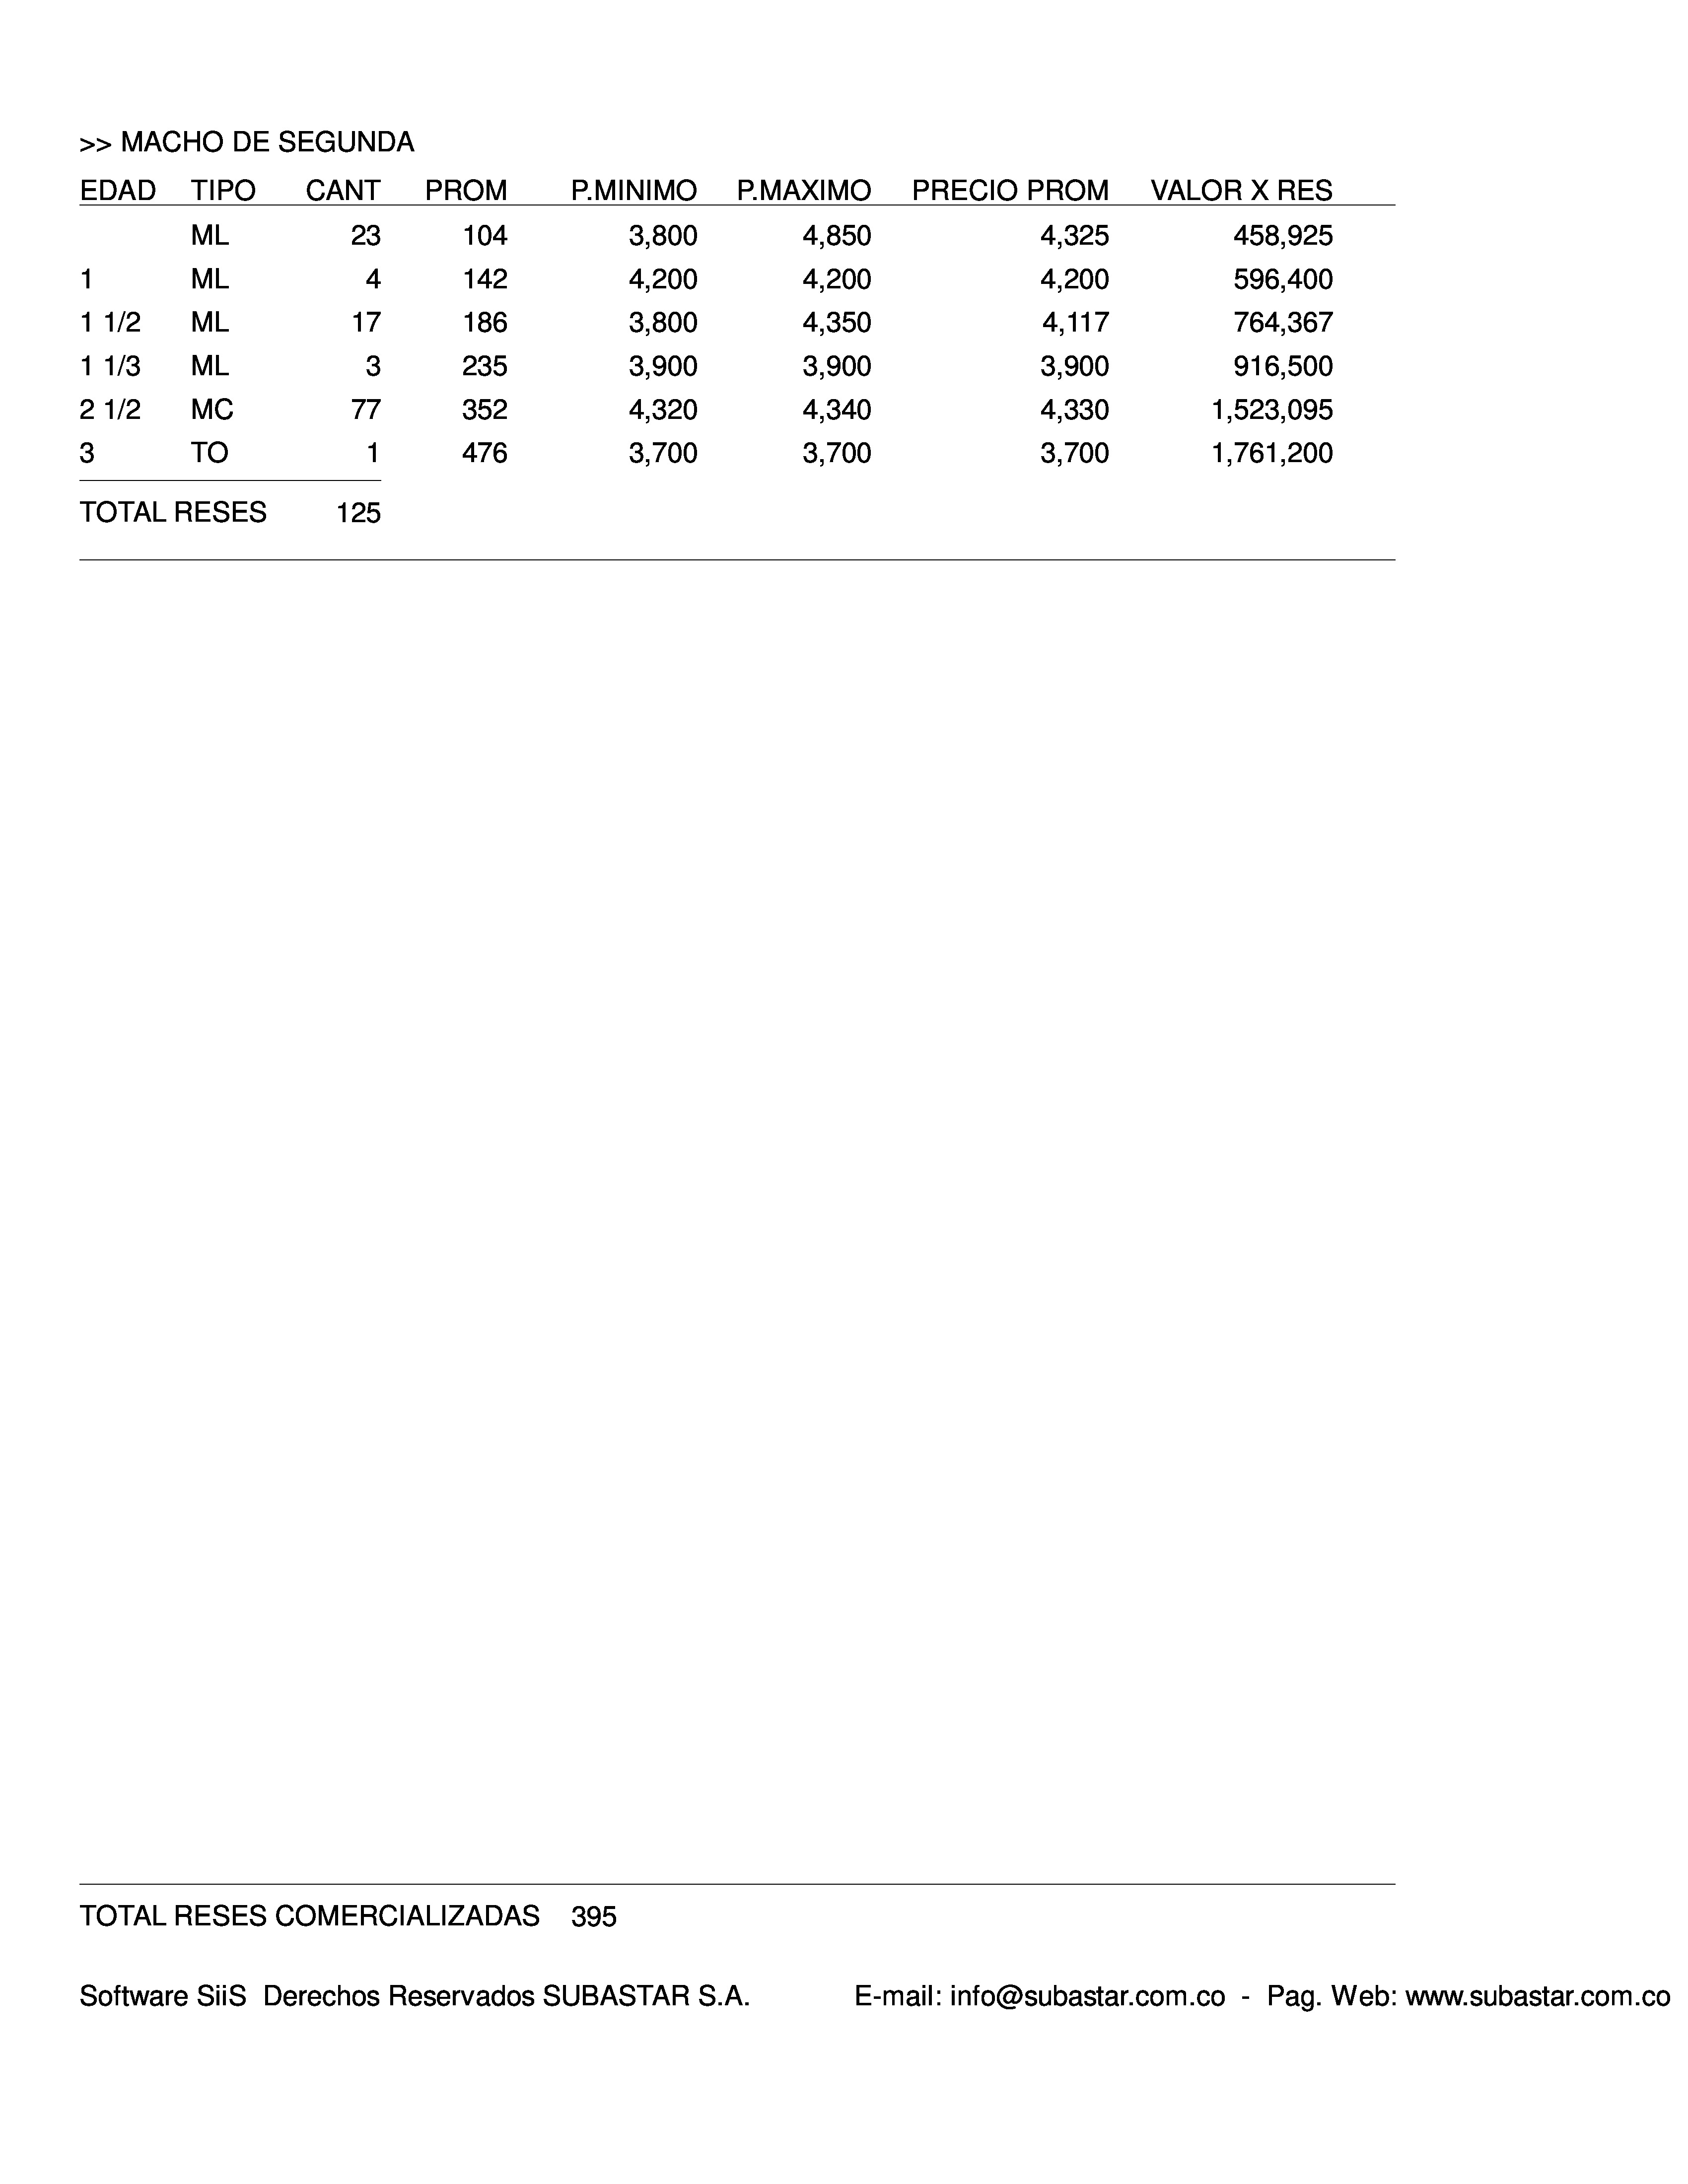 >> MACHO DE SEGUNDA
EDAD TIPO CANT PROM P.MINIMO P.MAXIMO PRECIO PROM VALOR X RES
ML 23 104 3,800 4,850 4,325 458,925
1 ML 4 142 4,200 4,200 4,200 596,400
1 1/2 ML 17 186 3,800 4,350 4,117 764,367
1 1/3 ML 3 235 3,900 3,900 3,900 916,500
2 1/2 MC 77 352 4,320 4,340 4,330 1,523,095
3 TO 1 476 3,700 3,700 3,700 1,761,200
TOTAL RESES 125
TOTAL RESES COMERCIALIZADAS 395
Software SiiS Derechos Reservados SUBASTAR S.A. E-mail: info@subastar.com.co - Pag. Web: www.subastar.com.co